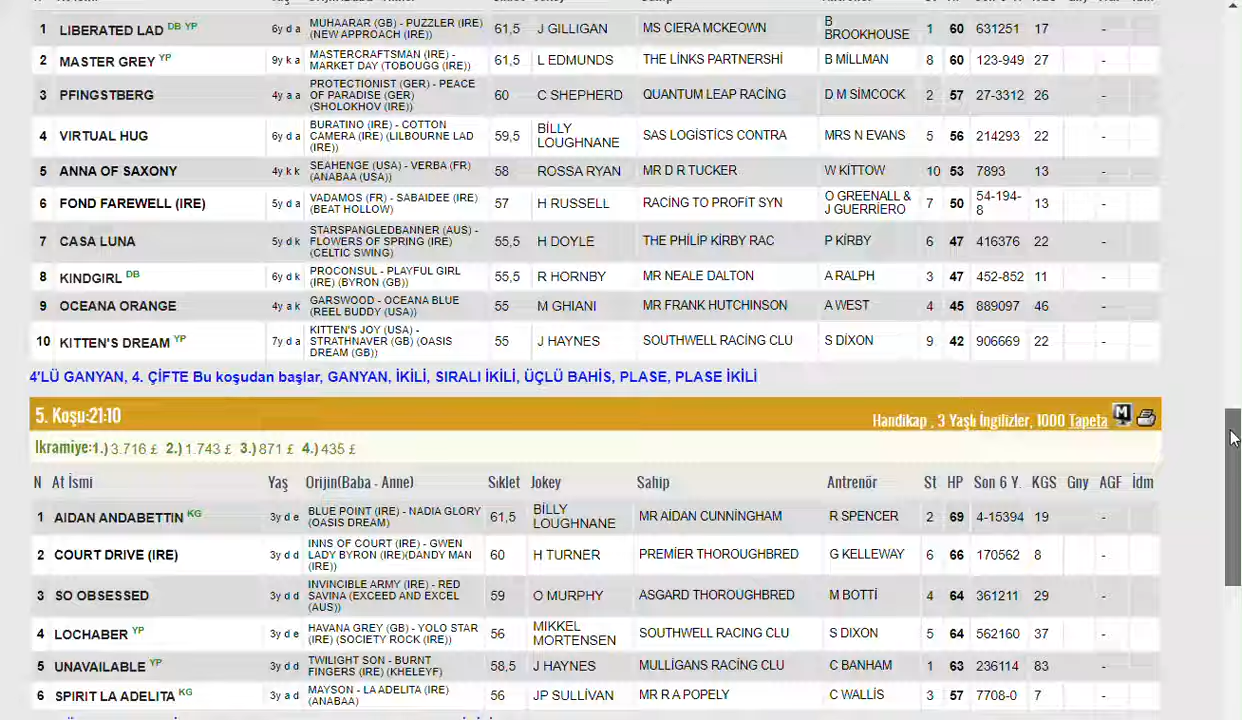 1 LIBERATED LAD DB YP 6y d a MUHAARAR (GB) - PUZZLER (IRE) (NEW APPROACH (IRE)) 61,5 J GILLIGAN MS CIERA MCKEOWN B BROOKHOUSE 1 60 631251 17 -
2 MASTER GREY YP 9y k a MASTERCRAFTSMAN (IRE) - MARKET DAY (TOBOUGG (IRE)) 61,5 L EDMUNDS THE LİNKS PARTNERSHİ B MİLLMAN 8 60 123-949 27 -
3 PFINGSTBERG 4y a a PROTECTIONIST (GER) - PEACE OF PARADISE (GER) (SHOLOKHOV (IRE)) 60 C SHEPHERD QUANTUM LEAP RACİNG D M SİMCOCK 2 57 27-3312 26 -
4 VIRTUAL HUG 6y d a BURATINO (IRE) - COTTON CAMERA (IRE) (LILBOURNE LAD (IRE)) 59,5 BİLLY LOUGHNANE SAS LOGİSTİCS CONTRA MRS N EVANS 5 56 214293 22 -
5 ANNA OF SAXONY 4y k k SEAHENGE (USA) - VERBA (FR) (ANABAA (USA)) 58 ROSSA RYAN MR D R TUCKER W KITTOW 10 53 7893 13 -
6 FOND FAREWELL (IRE) 5y d a VADAMOS (FR) - SABAIDEE (IRE) (BEAT HOLLOW) 57 H RUSSELL RACİNG TO PROFİT SYN O GREENALL & J GUERRİERO 7 50 54-194-8 13 -
7 CASA LUNA 5y d k STARSPANGLEDBANNER (AUS) - FLOWERS OF SPRING (IRE) (CELTIC SWING) 55,5 H DOYLE THE PHİLİP KİRBY RAC P KİRBY 6 47 416376 22 -
8 KINDGIRL DB 6y d k PROCONSUL - PLAYFUL GIRL (IRE) (BYRON (GB)) 55,5 R HORNBY MR NEALE DALTON A RALPH 3 47 452-852 11 -
9 OCEANA ORANGE 4y a k GARSWOOD - OCEANA BLUE (REEL BUDDY (USA)) 55 M GHIANI MR FRANK HUTCHINSON A WEST 4 45 889097 46 -
10 KITTEN'S DREAM YP 7y d a KITTEN'S JOY (USA) - STRATHNAVER (GB) (OASIS DREAM (GB)) 55 J HAYNES SOUTHWELL RACİNG CLU S DİXON 9 42 906669 22 -
4'LÜ GANYAN, 4. ÇİFTE Bu koşudan başlar, GANYAN, İKİLİ, SIRALI İKİLİ, ÜÇLÜ BAHİS, PLASE, PLASE İKİLİ
5. Koşu:21:10 Handikap , 3 Yaşlı İngilizler, 1000 Tapeta M
İkramiye:1.) 3.716 £ 2.) 1.743 £ 3.) 871 £ 4.) 435 £
N At İsmi Yaş Orijin(Baba - Anne) Sıklet Jokey Sahip Antrenör St HP Son 6 Y. KGS Gny AGF İdm
1 AIDAN ANDABETTIN KG 3y d e BLUE POINT (IRE) - NADIA GLORY (OASIS DREAM) 61,5 BİLLY LOUGHNANE MR AİDAN CUNNİNGHAM R SPENCER 2 69 4-15394 19 -
2 COURT DRIVE (IRE) 3y d d INNS OF COURT (IRE) - GWEN LADY BYRON (IRE)(DANDY MAN (IRE)) 60 H TURNER PREMİER THOROUGHBRED G KELLEWAY 6 66 170562 8 -
3 SO OBSESSED 3y d d INVINCIBLE ARMY (IRE) - RED SAVINA (EXCEED AND EXCEL (AUS)) 59 O MURPHY ASGARD THOROUGHBRED M BOTTİ 4 64 361211 29 -
4 LOCHABER YP 3y d e HAVANA GREY (GB) - YOLO STAR (IRE) (SOCIETY ROCK (IRE)) 56 MIKKEL MORTENSEN SOUTHWELL RACİNG CLU S DIXON 5 64 562160 37 -
5 UNAVAILABLE YP 3y d d TWILIGHT SON - BURNT FINGERS (IRE) (KHELEYF) 58,5 J HAYNES MULLİGANS RACİNG CLU C BANHAM 1 63 236114 83 -
6 SPIRIT LA ADELITA KG 3y a d MAYSON - LA ADELITA (IRE) (ANABAA) 56 JP SULLİVAN MR R A POPELY C WALLİS 3 57 7708-0 7 -